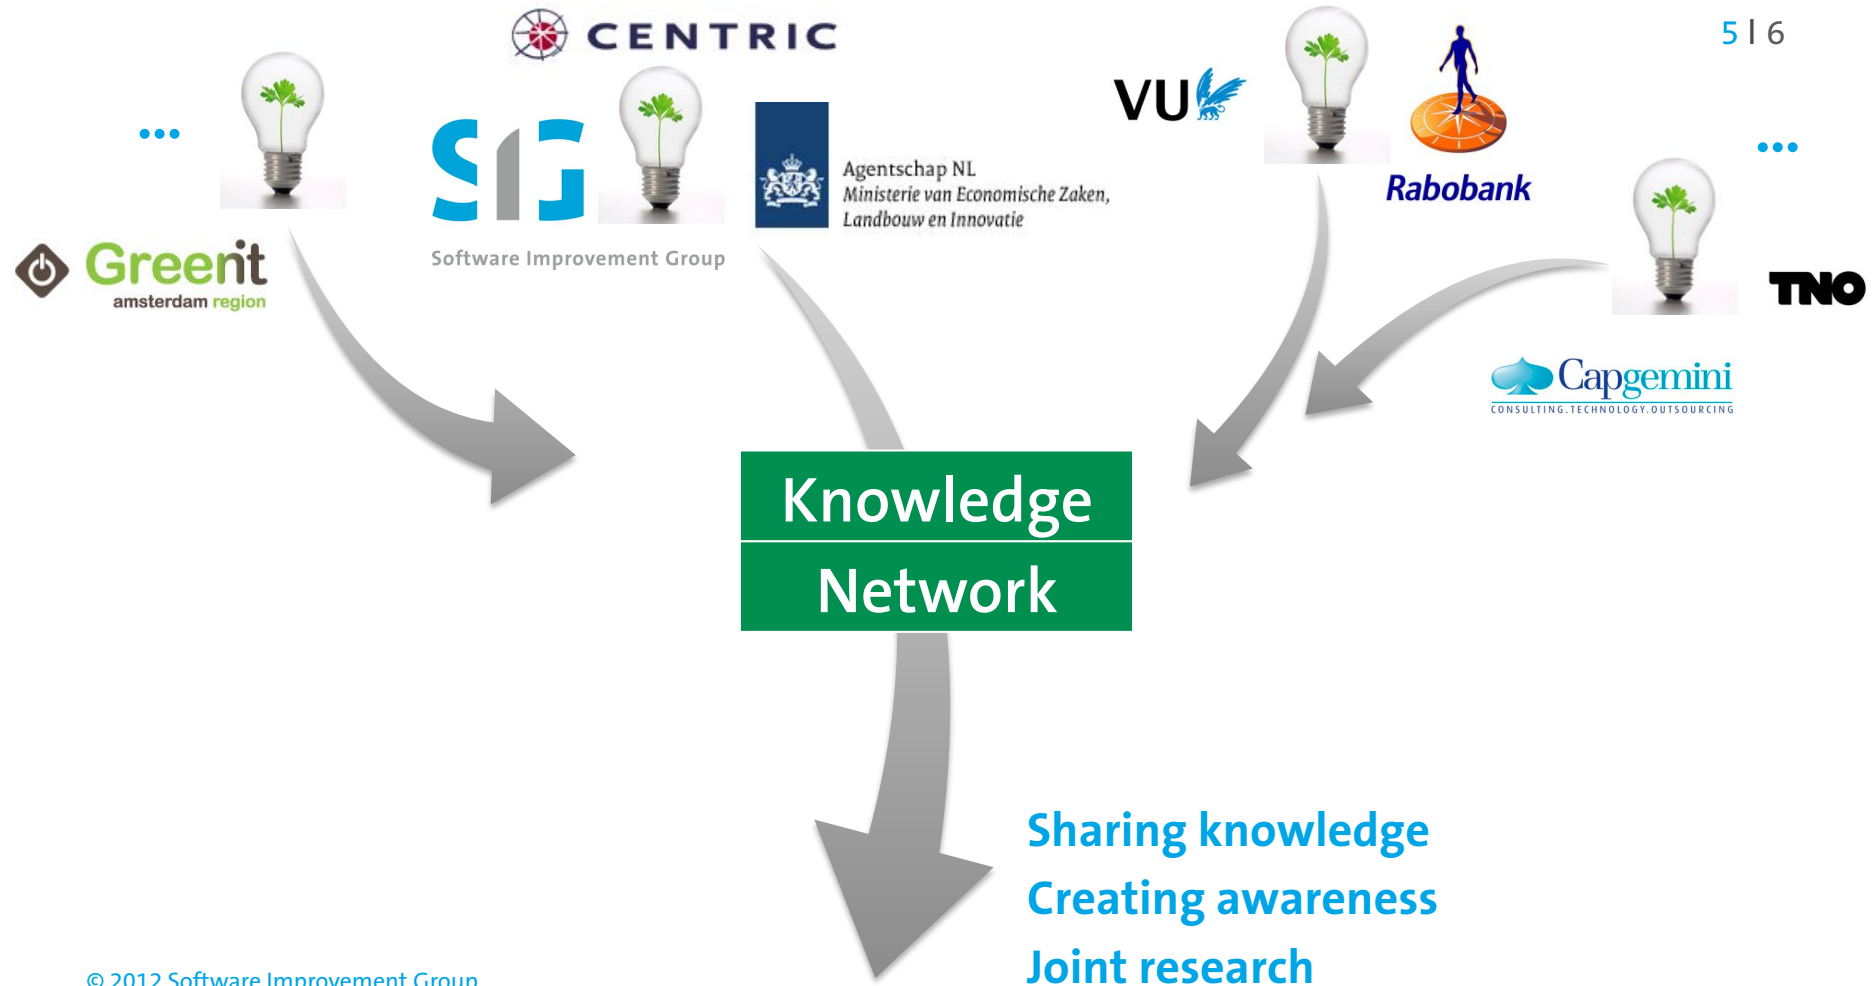 CENTRIC
5 | 6
...
SIG
Software Improvement Group
Agentschap NL
Ministerie van Economische Zaken,
Landbouw en Innovatie
VU
Rabobank
...
Greenit
amsterdam region
TNO
Capgemini
CONSULTING.TECHNOLOGY.OUTSOURCING
Knowledge
Network
Sharing knowledge
Creating awareness
Joint research
© 2012 Software Improvement Group